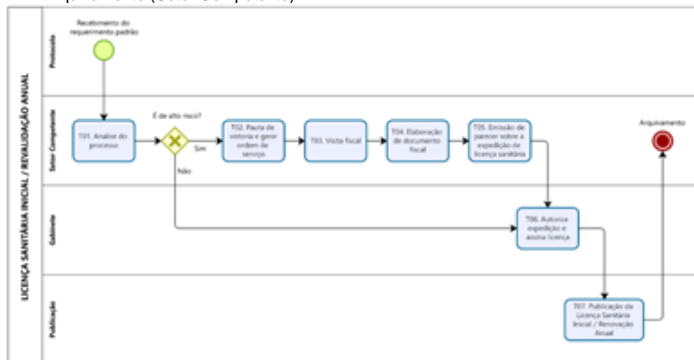 Recebimento do
requerimento padrão
LICENÇA SANITÁRIA INICIAL / REVALIDAÇÃO ANUAL
Protocolo
Setor Competente
Gabinete
Publicação
T01. Analise do
processo
É de alto risco?
Sim
Não
T02. Pauta de
vistoria e gerar
ordem de
serviço
T03. Visita fiscal
T04. Elaboração
de documento
fiscal
T05. Emissão de
parecer sobre a
expedição de
licença sanitária
Arquivamento
T06. Autoriza
expedição e
assina licença
T07. Publicação da
Licença Sanitária
Inicial / Renovação
Anual